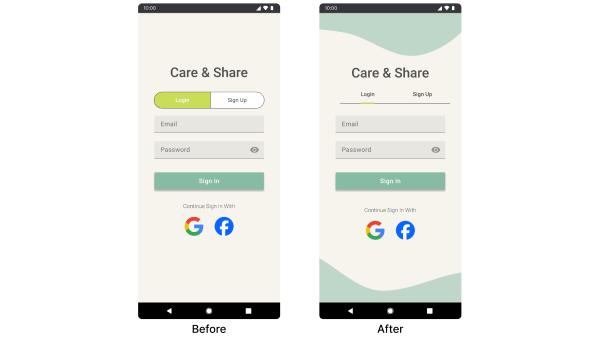 10:00
Care & Share
Login Sign Up
Email
Password
Sign In
Continue Sign in With
Before
10:00
Care & Share
Login Sign Up
Email
Password
Sign In
Continue Sign In With
After